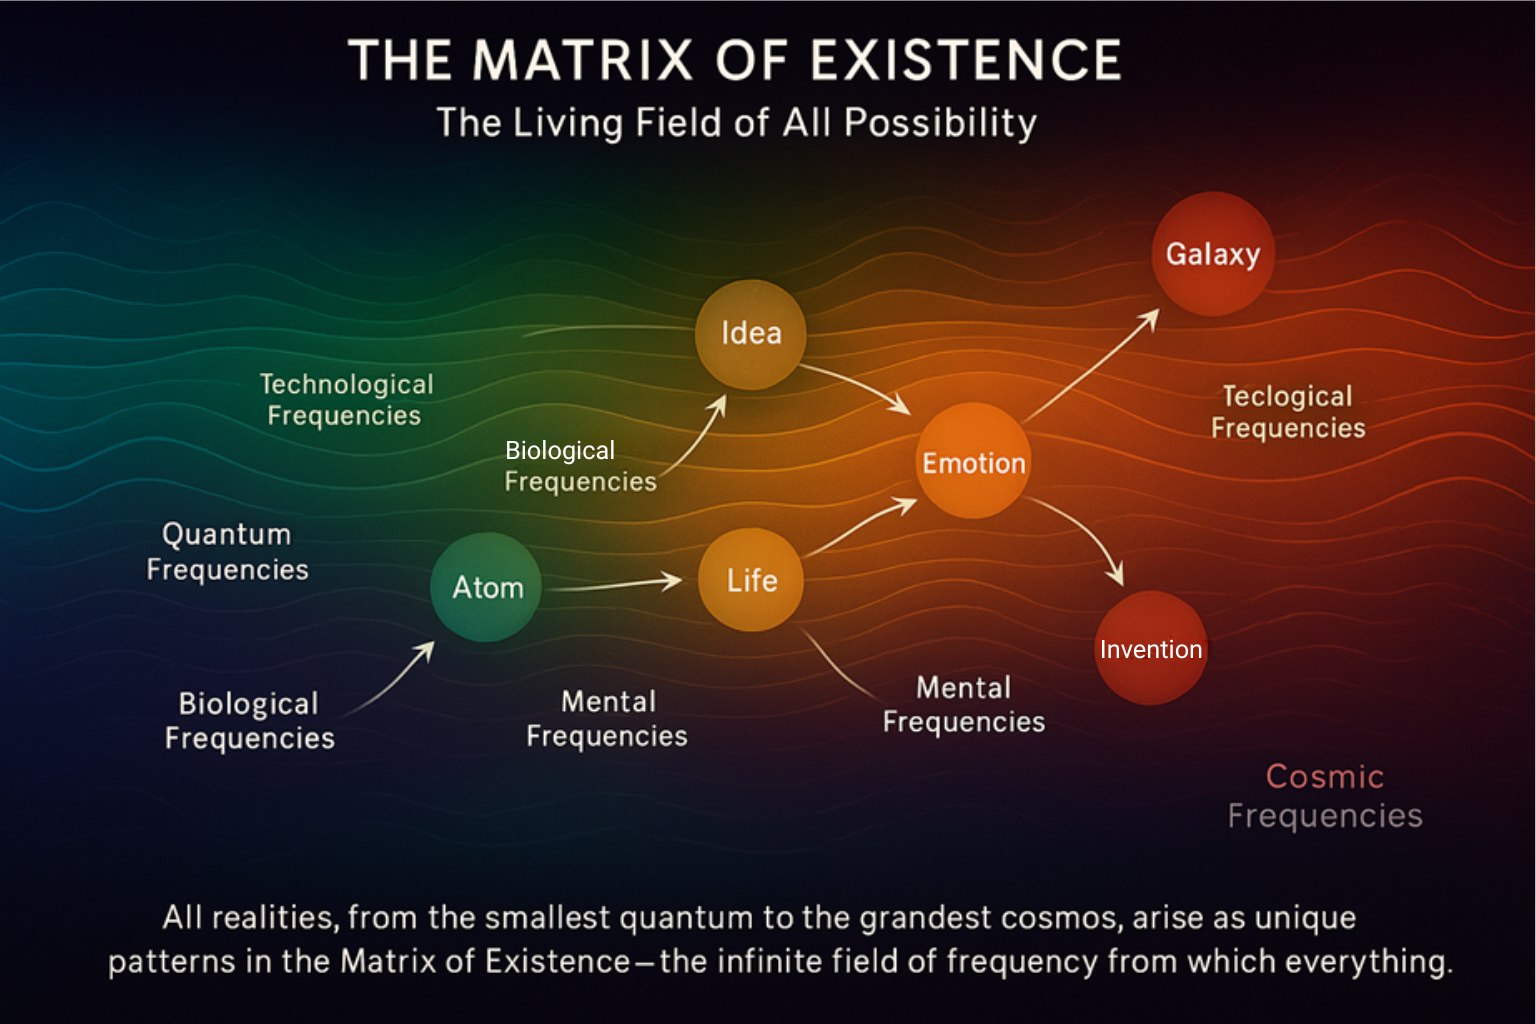 THE MATRIX OF EXISTENCE
The Living Field of All Possibility
Galaxy
Idea
Technological
Frequencies
Teclogical
Frequencies
Biological
Frequencies
Emotion
Quantum
Frequencies
Atom
Life
Invention
Biological
Frequencies
Mental
Frequencies
Mental
Frequencies
Cosmic
Frequencies
All realities, from the smallest quantum to the grandest cosmos, arise as unique
patterns in the Matrix of Existence—the infinite field of frequency from which everything.